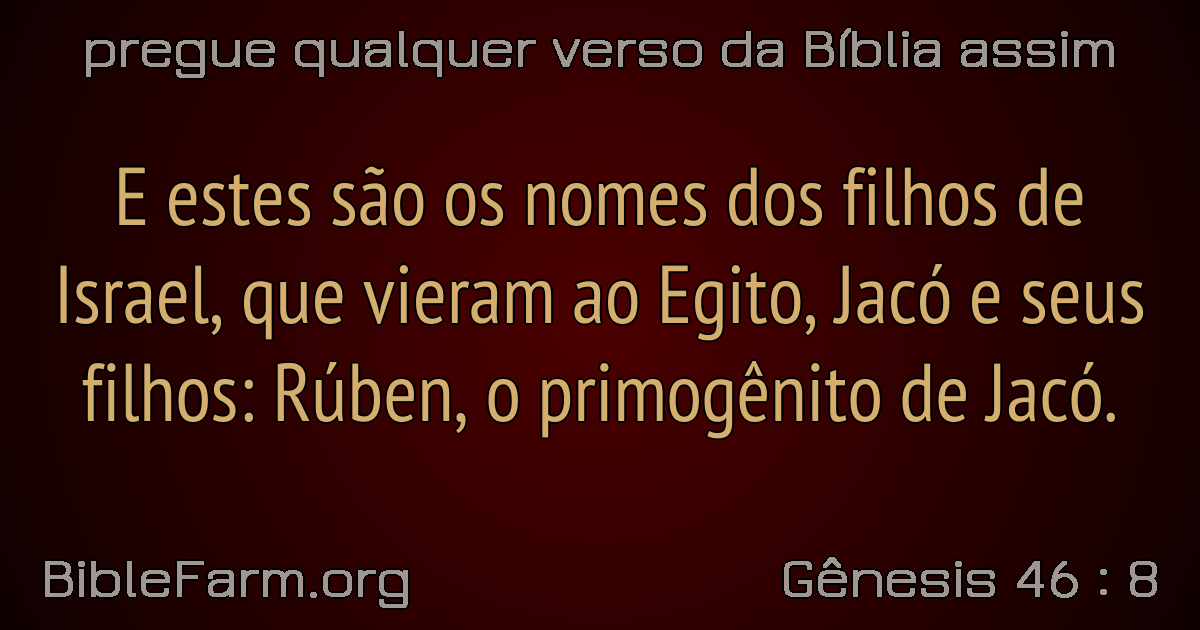 pregue qualquer verso da Bíblia assim
E estes são os nomes dos filhos de
Israel, que vieram ao Egito, Jacó e seus
filhos: Rúben, o primogênito de Jacó.
BibleFarm.org
Gênesis 46 : 8